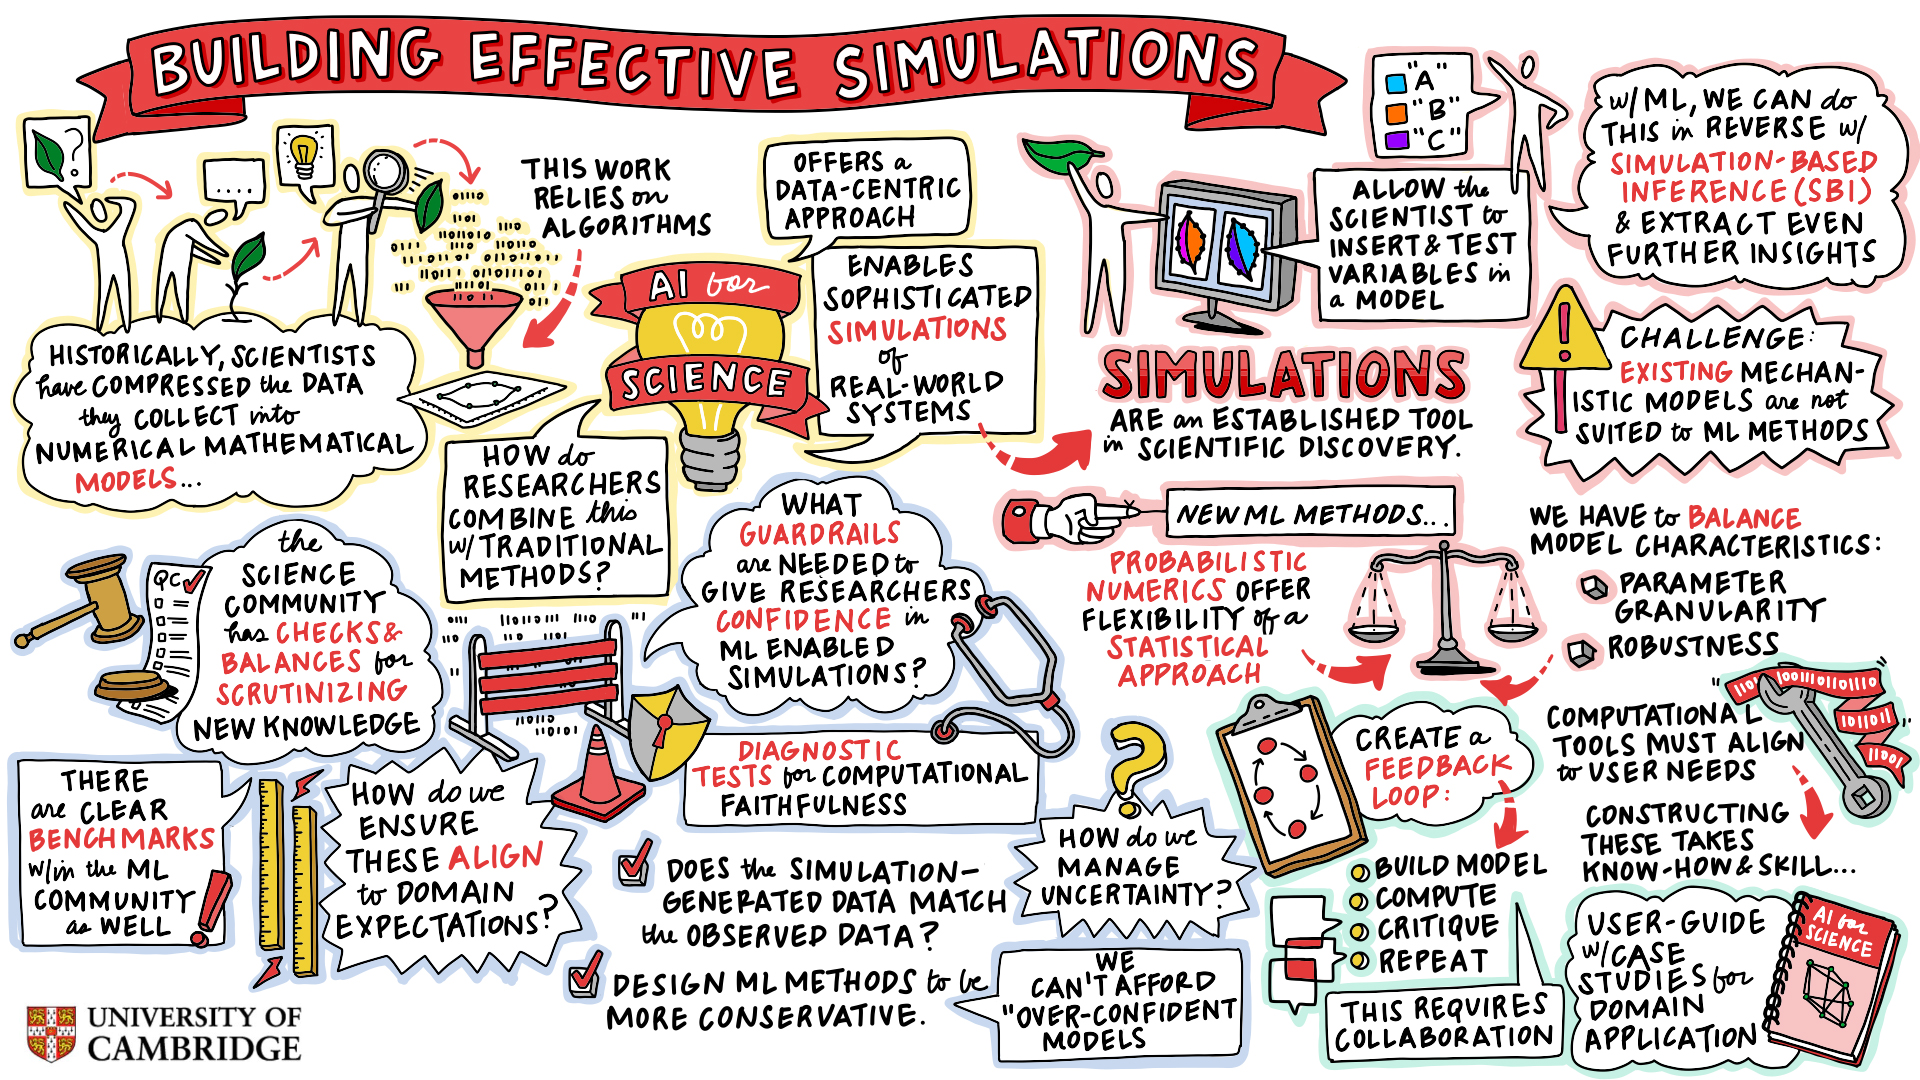 BUILDING EFFECTIVE SIMULATIONS
?
....
HISTORICALLY, SCIENTISTS
have COMPRESSED the DATA
they COLLECT into
NUMERICAL MATHEMATICAL
MODELS...
THIS WORK
RELIES on
ALGORITHMS
AI for
SCIENCE
OFFERS a
DATA-CENTRIC
APPROACH
ENABLES
SOPHISTICATED
SIMULATIONS
of
REAL-WORLD
SYSTEMS
HOW do
RESEARCHERS
COMBINE this
w/ TRADITIONAL
METHODS?
"A"
"B"
"C"
ALLOW the
SCIENTIST to
INSERT & TEST
VARIABLES in
a MODEL
SIMULATIONS
ARE an ESTABLISHED TOOL
in SCIENTIFIC DISCOVERY.
w/ ML, WE CAN do
THIS in REVERSE w/
SIMULATION-BASED
INFERENCE (SBI)
& EXTRACT EVEN
FURTHER INSIGHTS
!
CHALLENGE:
EXISTING MECHAN-
ISTIC MODELS are not
SUITED to ML METHODS
NEW ML METHODS...
PROBABILISTIC
NUMERICS OFFER
FLEXIBILITY of a
STATISTICAL
APPROACH
WE HAVE to BALANCE
MODEL CHARACTERISTICS:
PARAMETER
GRANULARITY
ROBUSTNESS
QC
the
SCIENCE
COMMUNITY
has CHECKS &
BALANCES for
SCRUTINIZING
NEW KNOWLEDGE
THERE
are CLEAR
BENCHMARKS
w/in the ML
COMMUNITY
as WELL
HOW do we
ENSURE
THESE ALIGN
to DOMAIN
EXPECTATIONS?
WHAT
GUARDRAILS
are NEEDED to
GIVE RESEARCHERS
CONFIDENCE in
ML ENABLED
SIMULATIONS?
DIAGNOSTIC
TESTS for COMPUTATIONAL
FAITHFULNESS
DOES the SIMULATION-
GENERATED DATA MATCH
the OBSERVED DATA?
DESIGN ML METHODS to be
MORE CONSERVATIVE.
?
HOW do we
MANAGE
UNCERTAINTY?
WE
CAN'T AFFORD
"OVER-CONFIDENT
MODELS
CREATE a
FEEDBACK
LOOP:
BUILD MODEL
COMPUTE
CRITIQUE
REPEAT
THIS REQUIRES
COLLABORATION
COMPUTATIONAL
TOOLS MUST ALIGN
to USER NEEDS
CONSTRUCTING
THESE TAKES
KNOW-HOW & SKILL...
USER-GUIDE
w/ CASE
STUDIES for
DOMAIN
APPLICATION
AI for
SCIENCE
UNIVERSITY OF
CAMBRIDGE